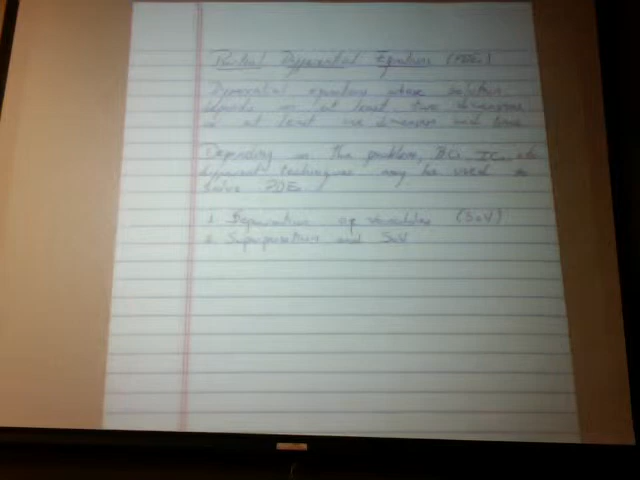 Partial Differential Equations (PDEs)
Differential equations whose solution
depends on at least two dimensions
or at least one dimension and time
Depending on the problem, BCs, ICs, etc
different techniques may be used to
solve PDEs
1 Separation of variables (SoV)
2 Superposition and SoV